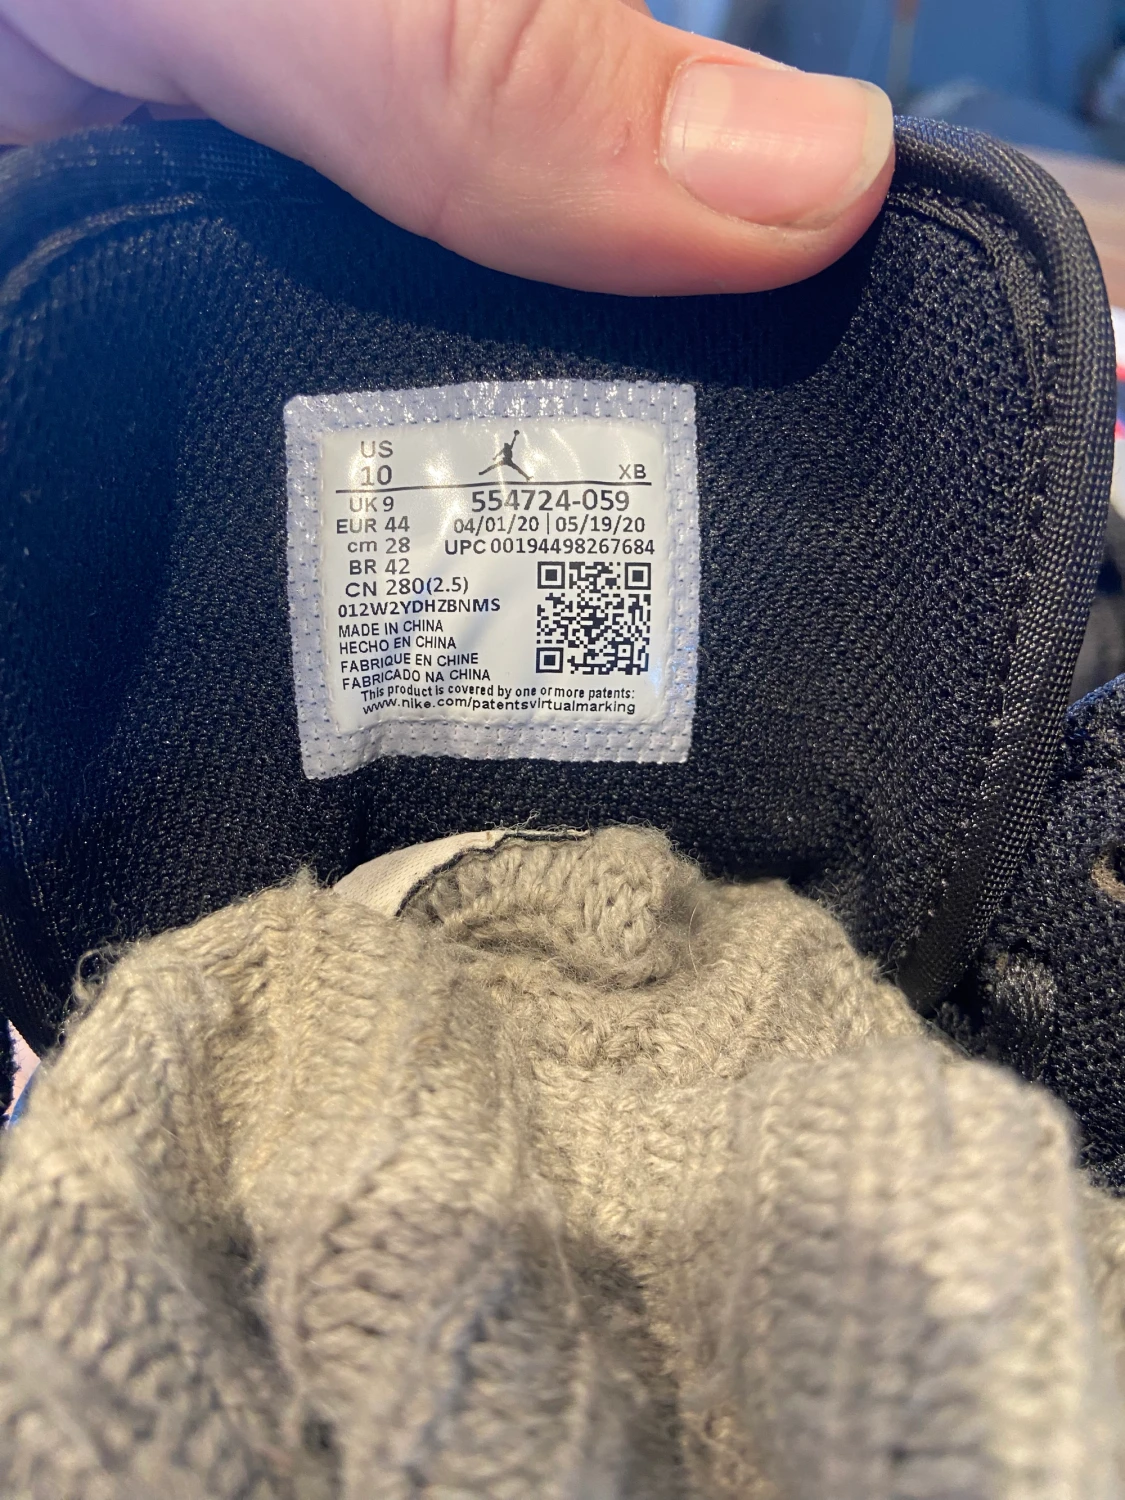 US
10 XB
UK 9 554724-059
EUR 44 04/01/20 | 05/19/20
cm 28 UPC 00194498267684
BR 42
CN 280(2.5)
012W2YDHZBNMS
MADE IN CHINA
HECHO EN CHINA
FABRIQUE EN CHINE
FABRICADO NA CHINA
This product is covered by one or more patents:
www.nike.com/patentsvirtualmarking